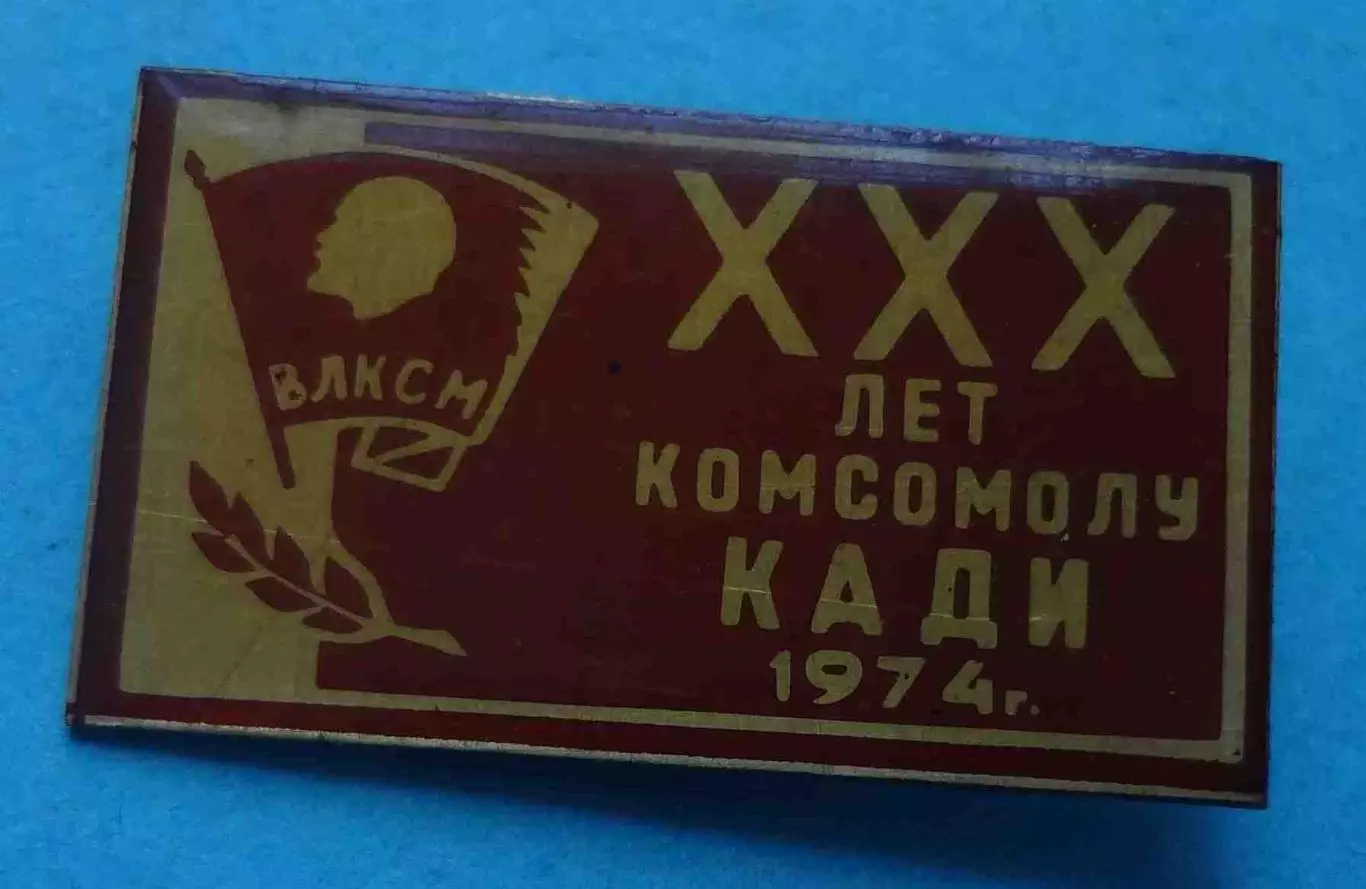 ВЛКСМ
XXX
ЛЕТ
КОМСОМОЛУ
КАДИ
1974г.